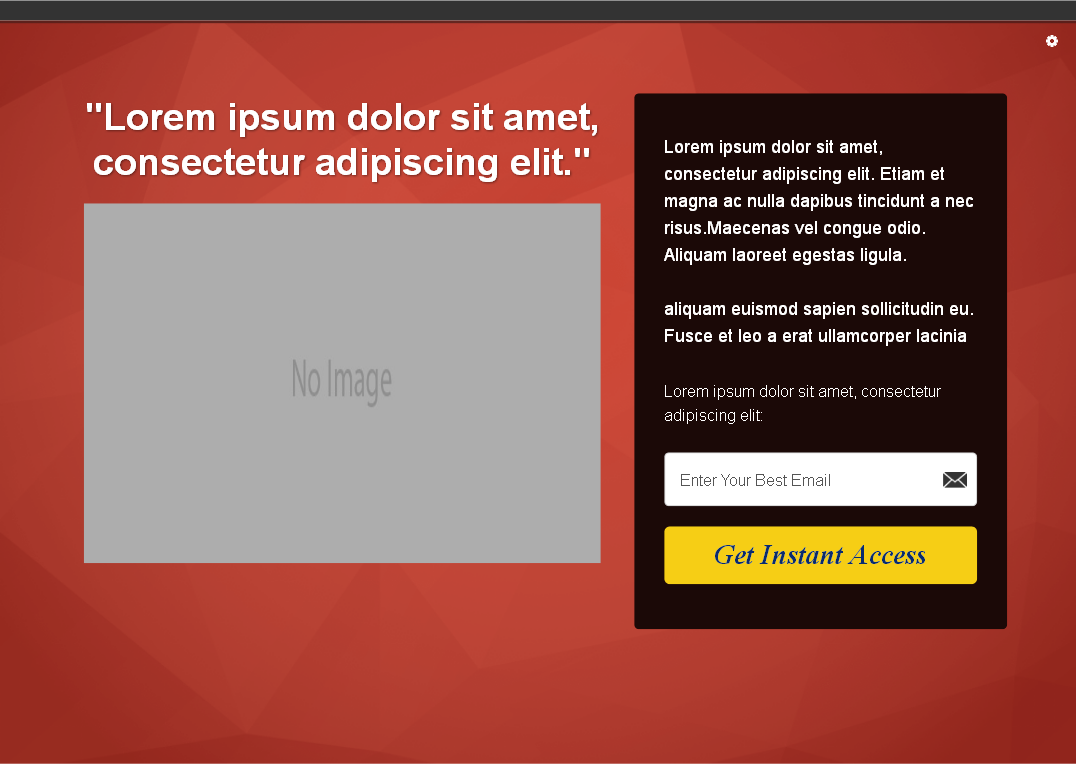 "Lorem ipsum dolor sit amet,
consectetur adipiscing elit."
No Image
Lorem ipsum dolor sit amet,
consectetur adipiscing elit. Etiam et
magna ac nulla dapibus tincidunt a nec
risus.Maecenas vel congue odio.
Aliquam laoreet egestas ligula.
aliquam euismod sapien sollicitudin eu.
Fusce et leo a erat ullamcorper lacinia
Lorem ipsum dolor sit amet, consectetur
adipiscing elit:
Enter Your Best Email
Get Instant Access